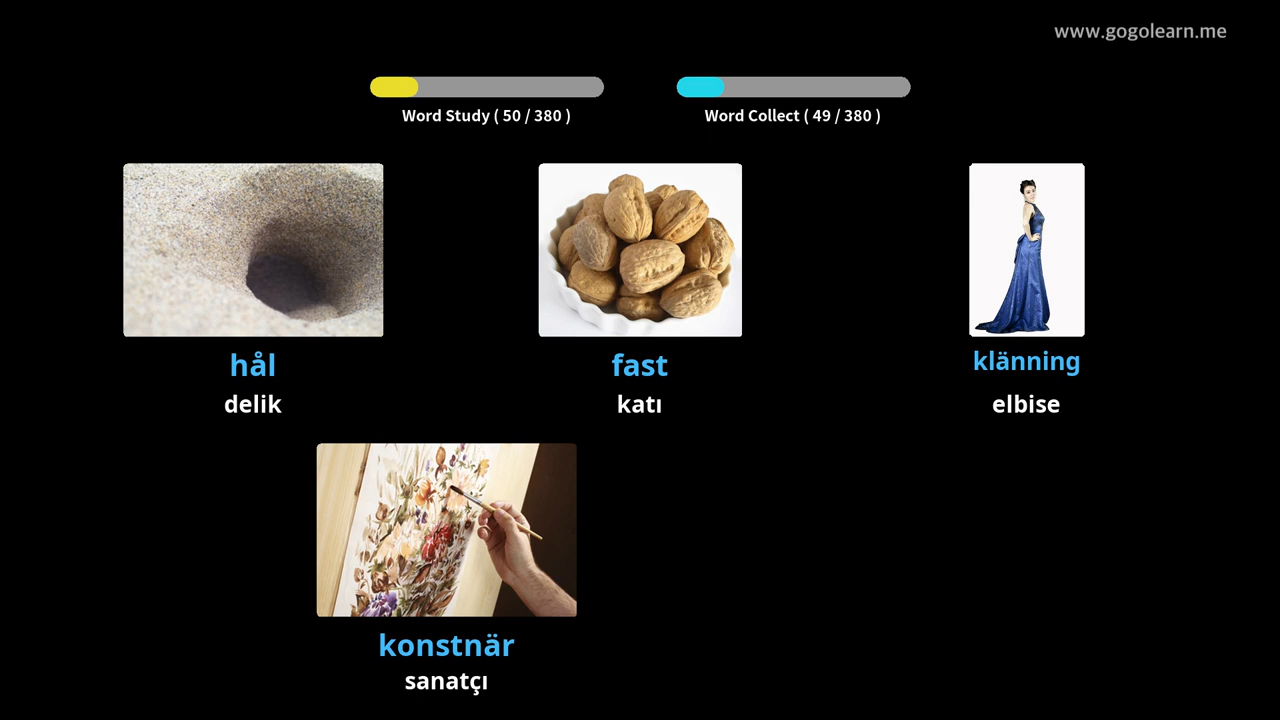 www.gogolearn.me
Word Study ( 50 / 380 )
Word Collect ( 49 / 380 )
hål
fast
klänning
delik
katı
elbise
konstnär
sanatçı